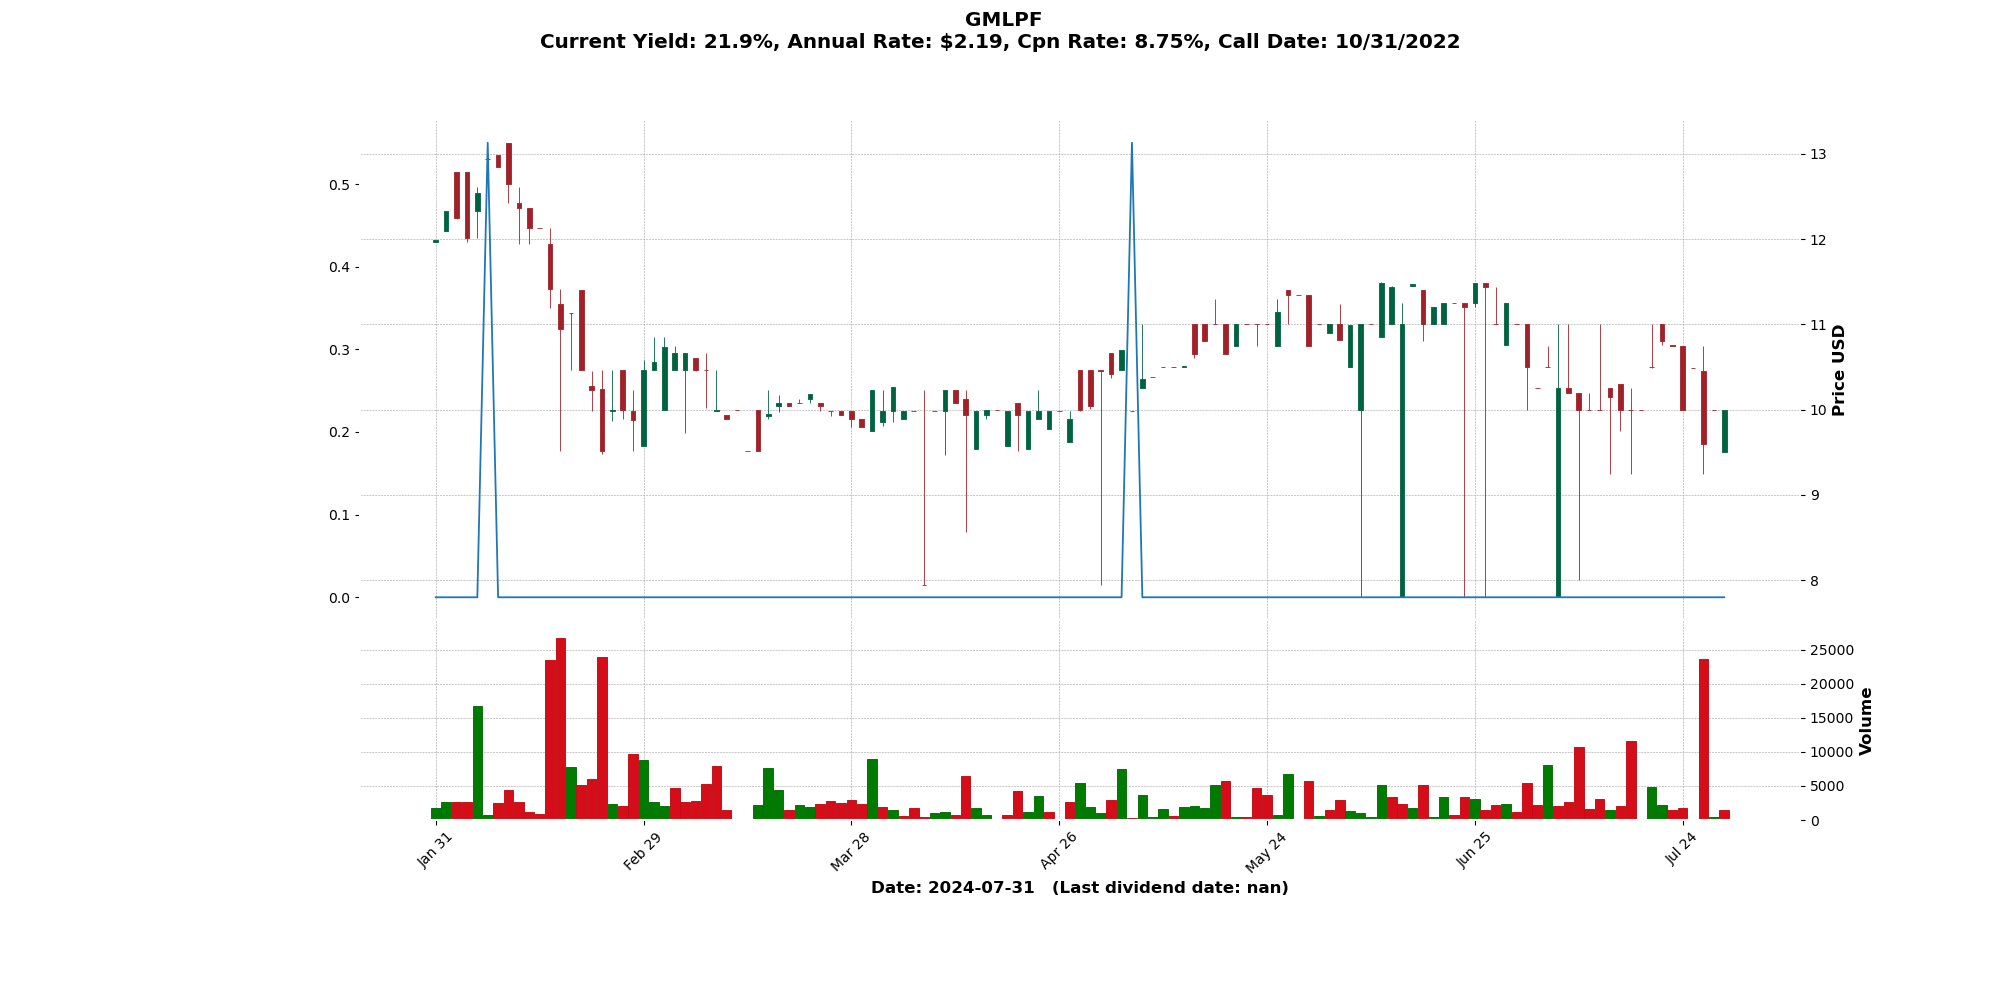 GMLPF
Current Yield: 21.9%, Annual Rate: $2.19, Cpn Rate: 8.75%, Call Date: 10/31/2022
0.5
0.4
0.3
0.2
0.1
0.0
13
12
11
10
9
8
Price USD
25000
20000
15000
10000
5000
0
Volume
Jan 31
Feb 29
Mar 28
Apr 26
May 24
Jun 25
Jul 24
Date: 2024-07-31   (Last dividend date: nan)